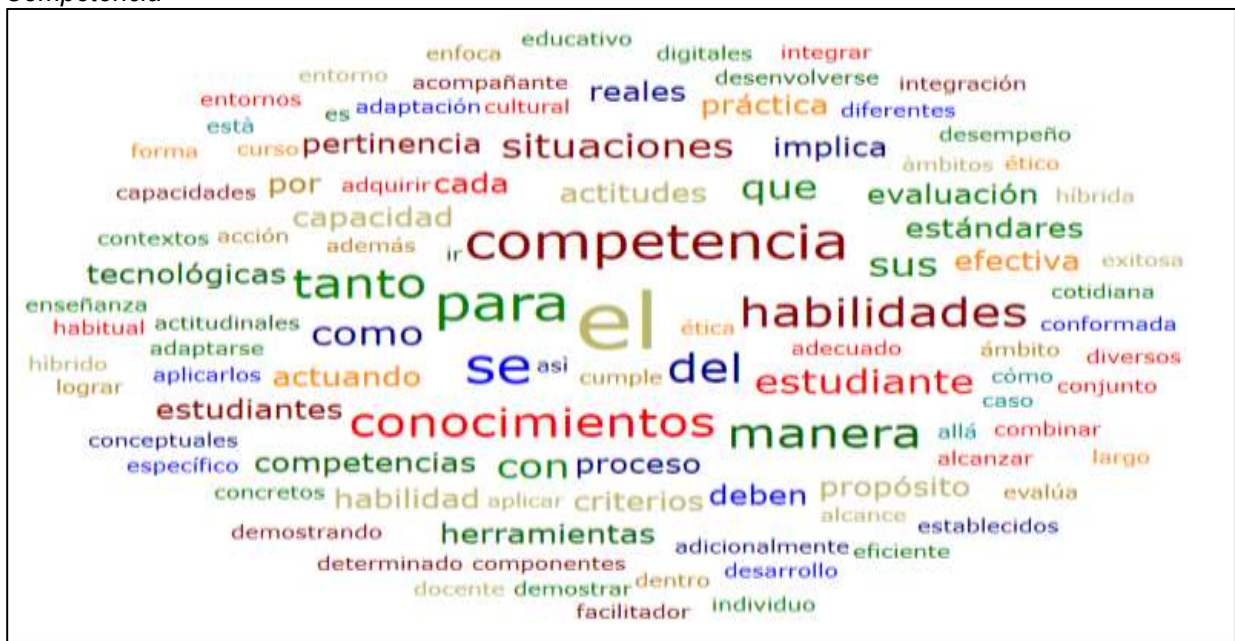 Competencia
educativo
enfoca digitales integrar
entorno acompañante reales desenvolverse integración
entornos es adaptación cultural práctica diferentes
està pertinencia situaciones implica desempeño
forma curso àmbitos ético
capacidades por adquirir cada actitudes que evaluación híbrida
capacidad estándares
contextos acción además ir competencia sus efectiva exitosa
tecnológicas tanto para el habilidades cotidiana
enseñanza
habitual actitudinales como ética conformada
adaptarse adecuado ámbito diversos
hìbrido aplicarlos actuando se asì cumple del estudiante cómo conjunto
lograr caso
estudiantes conocimientos manera allá combinar
conceptuales
específico competencias con proceso alcanzar largo
concretos habilidad aplicar criterios deben propósito evalúa
alcance establecidos
demostrando herramientas adicionalmente eficiente
determinado componentes dentro desarrollo
docente demostrar
facilitador individuo